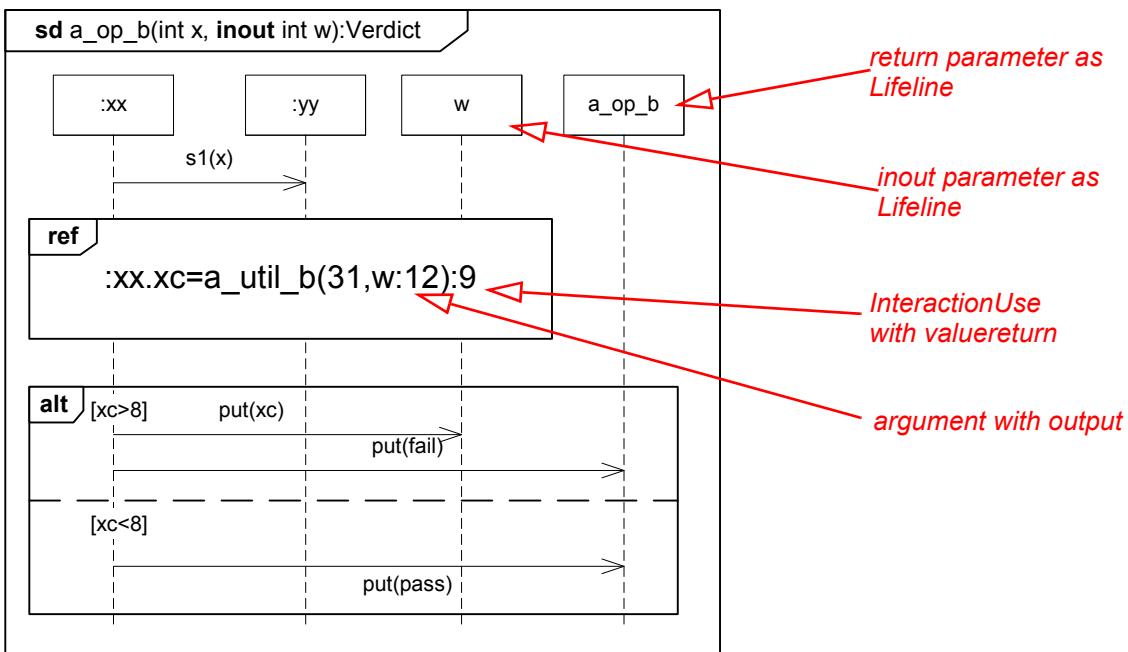 sd a_op_b(int x, inout int w):Verdict
return parameter as
Lifeline
:xx
:yy
w
a_op_b
s1(x)
inout parameter as
Lifeline
ref
:xx.xc=a_util_b(31,w:12):9
InteractionUse
with valuereturn
alt
[xc>8]
put(xc)
argument with output
put(fail)
[xc<8]
put(pass)